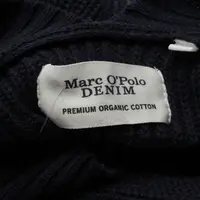 Marc O'Polo
DENIM
PREMIUM ORGANIC COTTON